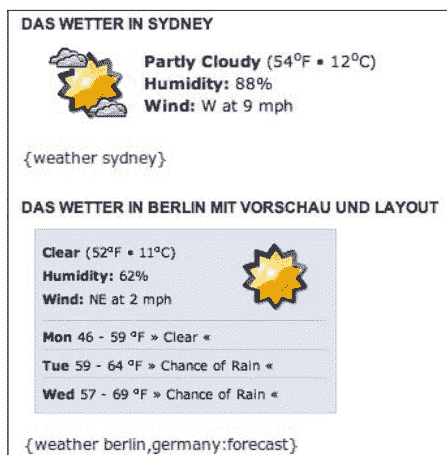 DAS WETTER IN SYDNEY
Partly Cloudy (54°F • 12°C)
Humidity: 88%
Wind: W at 9 mph
{weather sydney}
DAS WETTER IN BERLIN MIT VORSCHAU UND LAYOUT
Clear (52°F • 11°C)
Humidity: 62%
Wind: NE at 2 mph
Mon 46 - 59 °F » Clear «
Tue 59 - 64 °F » Chance of Rain «
Wed 57 - 69 °F » Chance of Rain «
{weather berlin,germany:forecast}